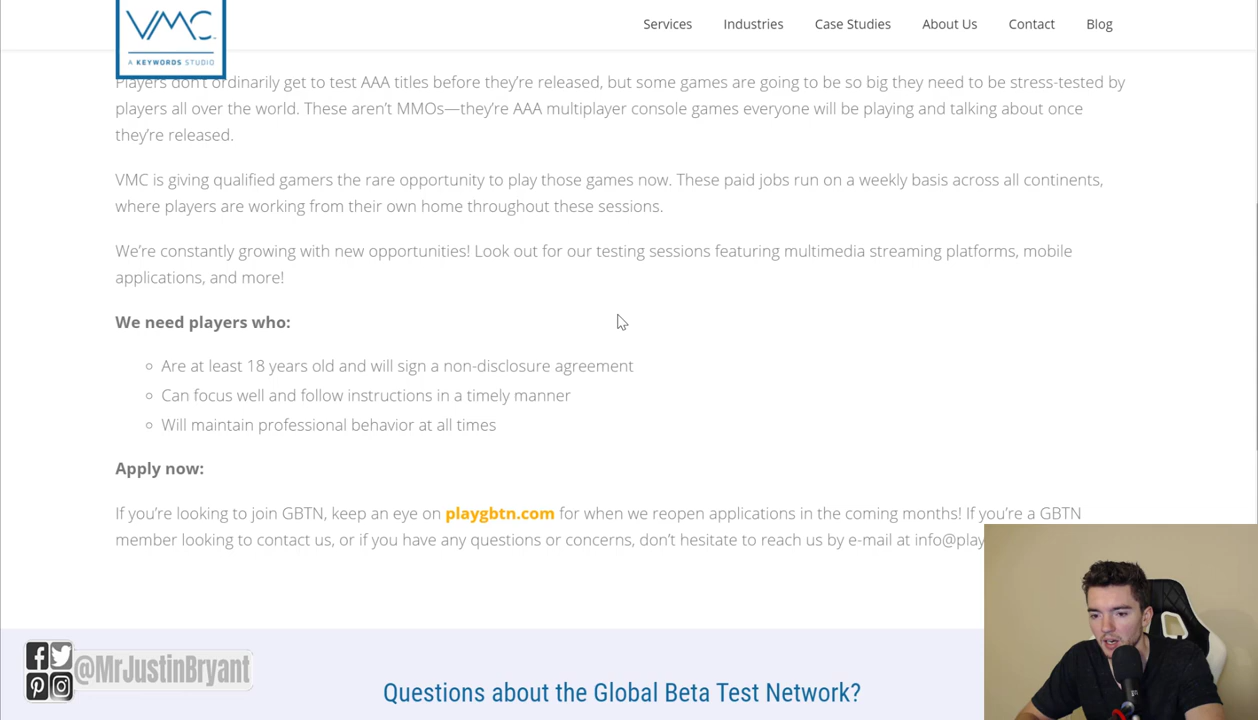 VMC
A KEYWORDS STUDIO
Services
Industries
Case Studies
About Us
Contact
Blog
Players don't ordinarily get to test AAA titles before they're released, but some games are going to be so big they need to be stress-tested by
players all over the world. These aren't MMOs—they're AAA multiplayer console games everyone will be playing and talking about once
they're released.
VMC is giving qualified gamers the rare opportunity to play those games now. These paid jobs run on a weekly basis across all continents,
where players are working from their own home throughout these sessions.
We're constantly growing with new opportunities! Look out for our testing sessions featuring multimedia streaming platforms, mobile
applications, and more!
We need players who:
Are at least 18 years old and will sign a non-disclosure agreement
Can focus well and follow instructions in a timely manner
Will maintain professional behavior at all times
Apply now:
If you're looking to join GBTN, keep an eye on playgbtn.com for when we reopen applications in the coming months! If you're a GBTN
member looking to contact us, or if you have any questions or concerns, don't hesitate to reach us by e-mail at info@play
@MrJustinBryant
Questions about the Global Beta Test Network?